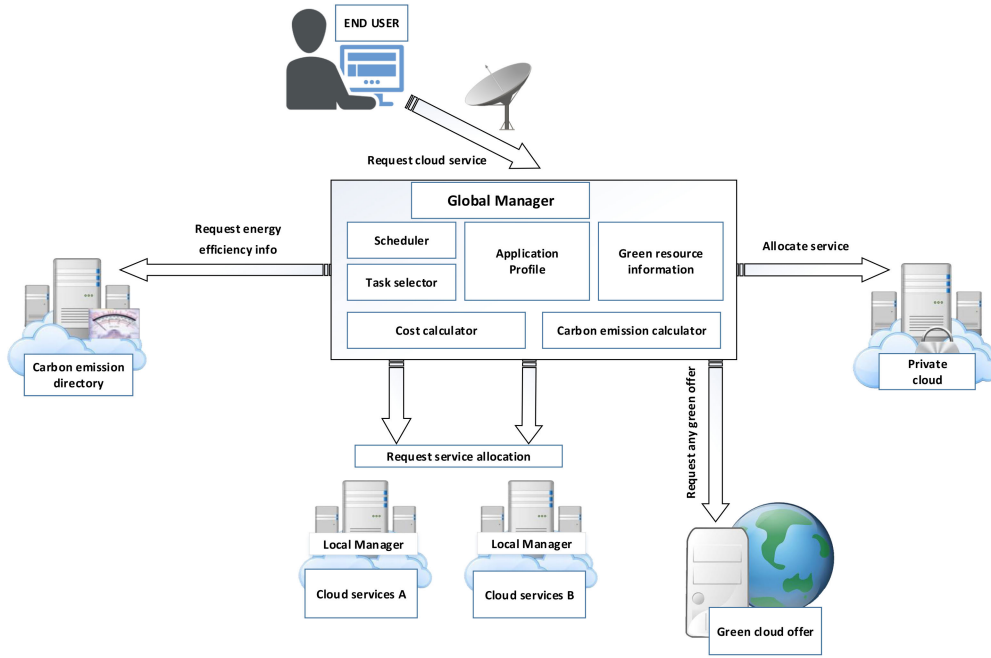 END USER
Request cloud service
Global Manager
Request energy
efficiency info
Scheduler
Application
Profile
Green resource
information
Allocate service
Task selector
Cost calculator
Carbon emission calculator
Carbon emission
directory
Private
cloud
Request any green offer
Request service allocation
Local Manager
Local Manager
Cloud services A
Cloud services B
Green cloud offer